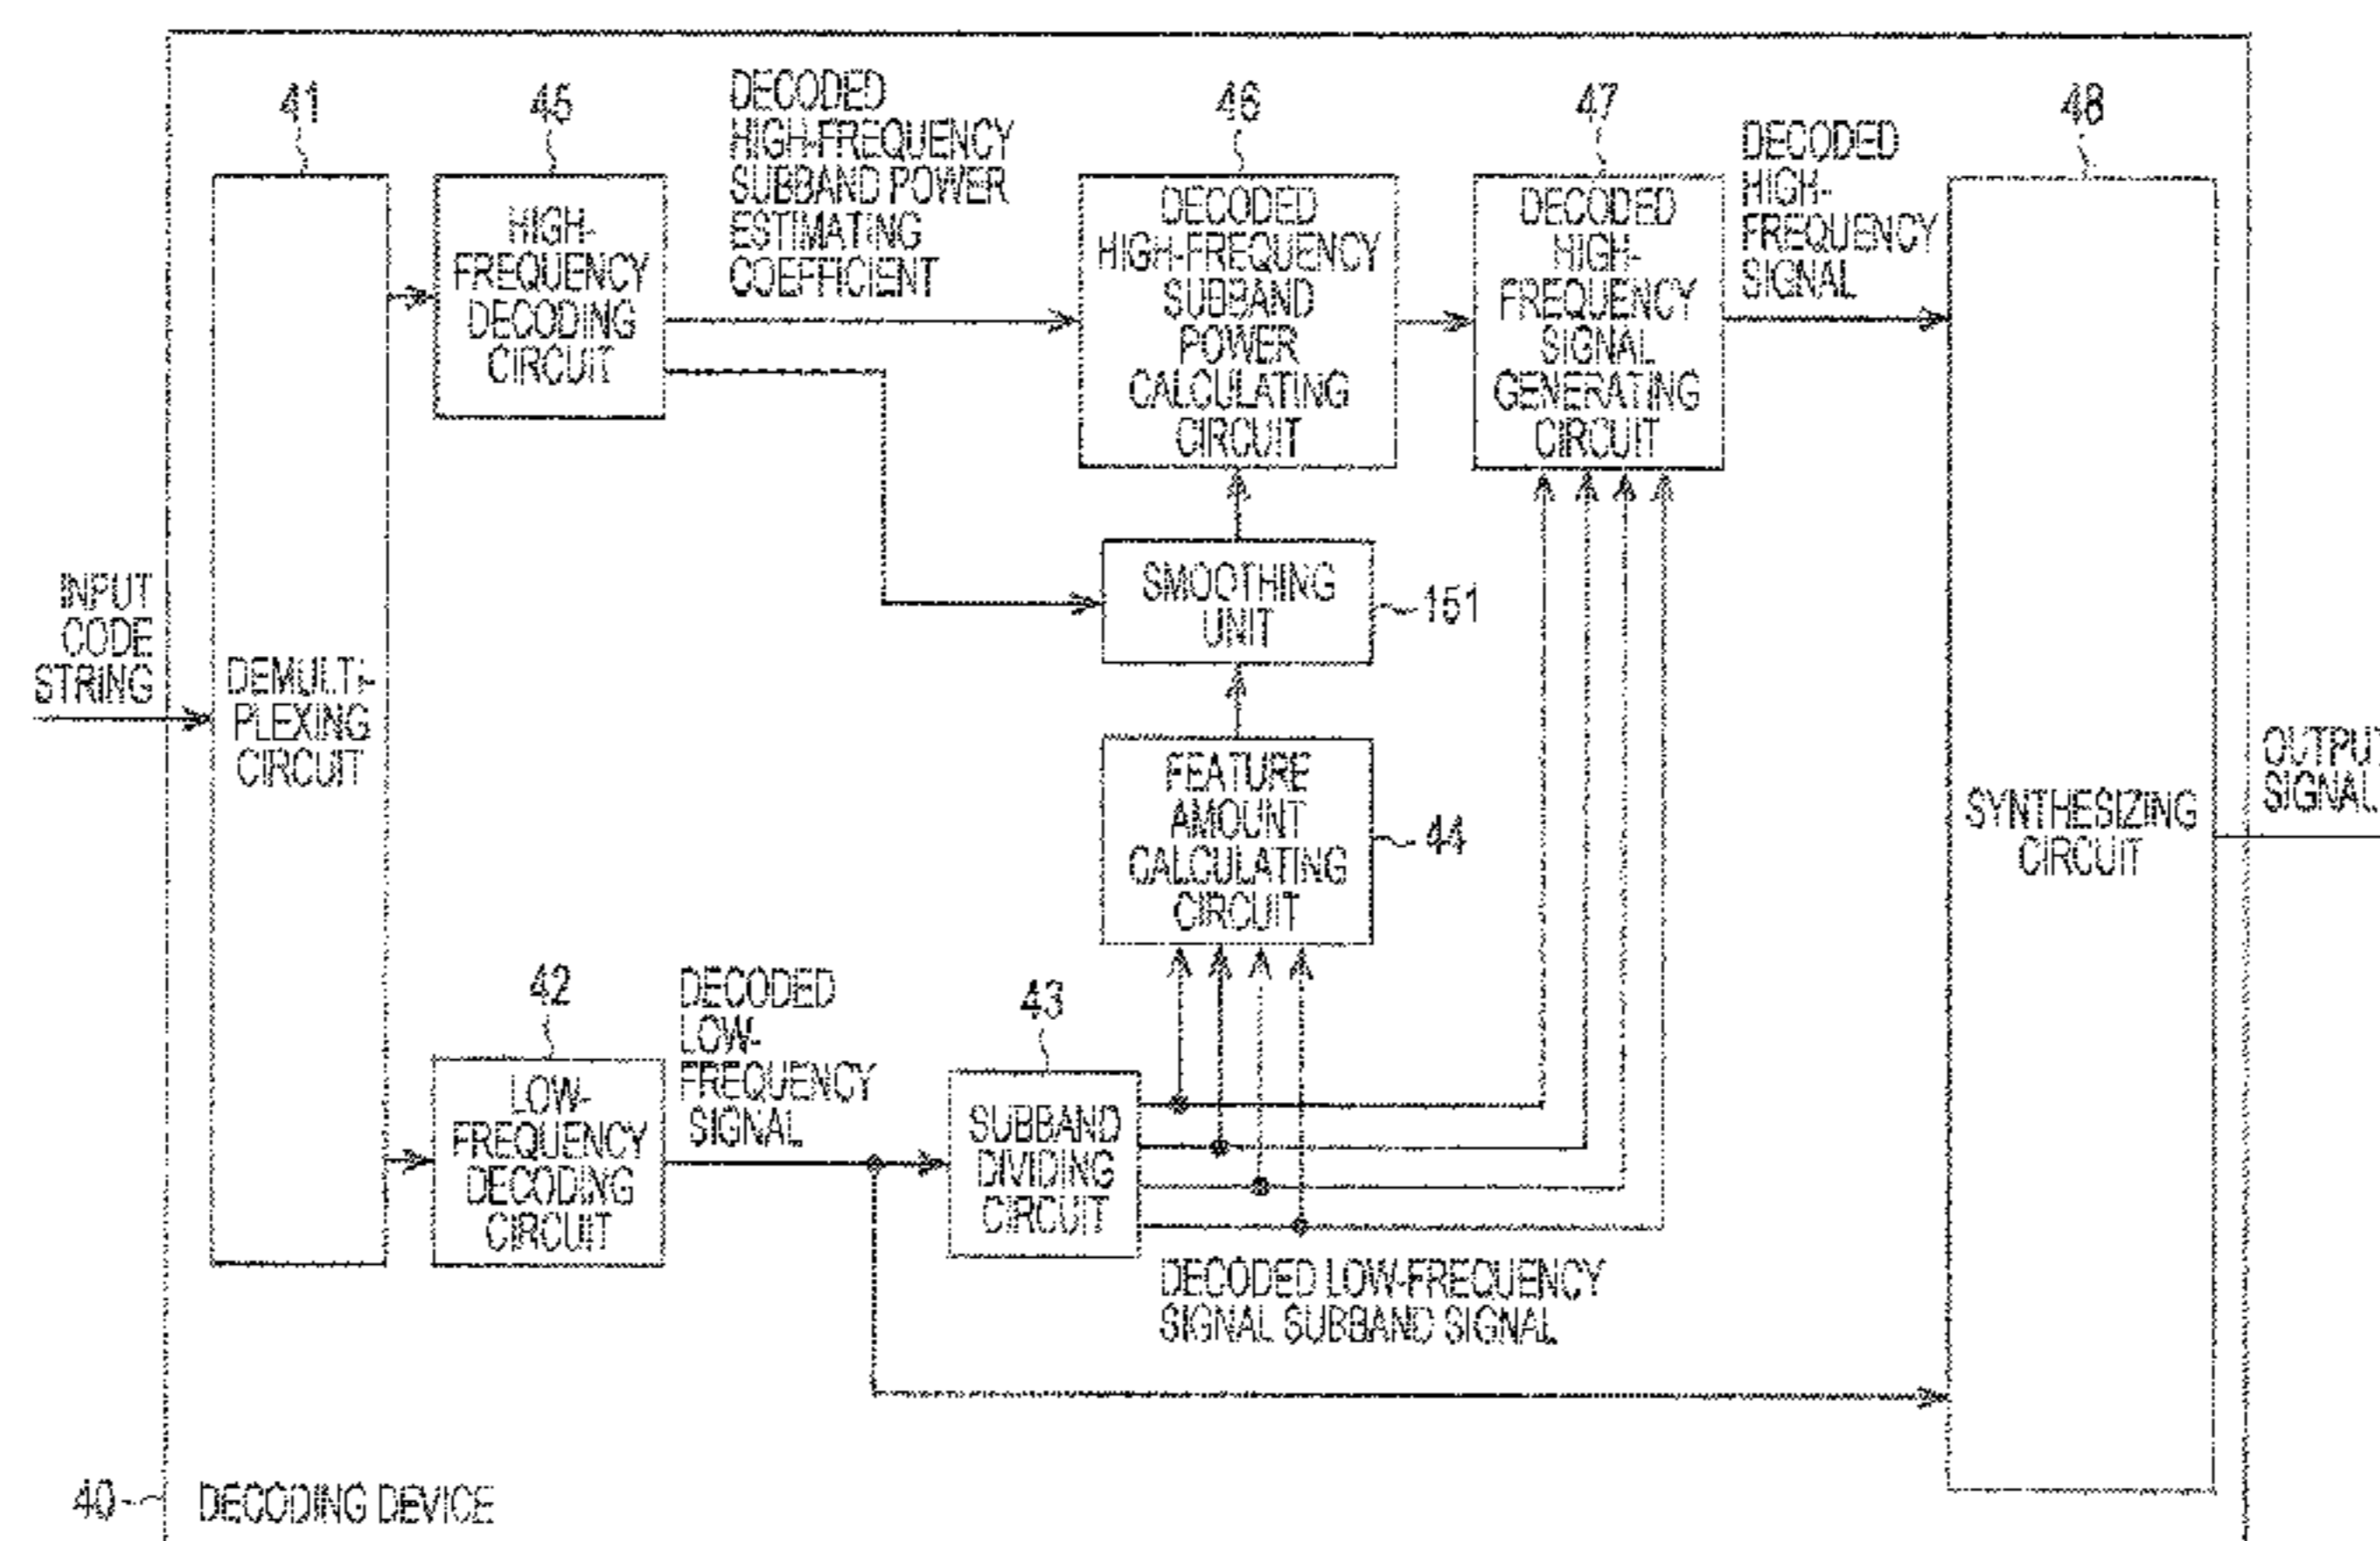 41
45
DECODED
HIGH-FREQUENCY
SUBBAND POWER
ESTIMATING
COEFFICIENT
46
47
DECODED
HIGH-
FREQUENCY
SIGNAL
48
HIGH-
FREQUENCY
DECODING
CIRCUIT
DECODED
HIGH-FREQUENCY
SUBBAND
POWER
CALCULATING
CIRCUIT
DECODED
HIGH-
FREQUENCY
SIGNAL
GENERATING
CIRCUIT
INPUT
CODE
STRING
DEMULTI-
PLEXING
CIRCUIT
SMOOTHING
UNIT
151
FEATURE
AMOUNT
CALCULATING
CIRCUIT
44
SYNTHESIZING
CIRCUIT
OUTPUT
SIGNAL
42
DECODED
LOW-
FREQUENCY
SIGNAL
43
LOW-
FREQUENCY
DECODING
CIRCUIT
SUBBAND
DIVIDING
CIRCUIT
DECODED LOW-FREQUENCY
SIGNAL SUBBAND SIGNAL
40
DECODING DEVICE